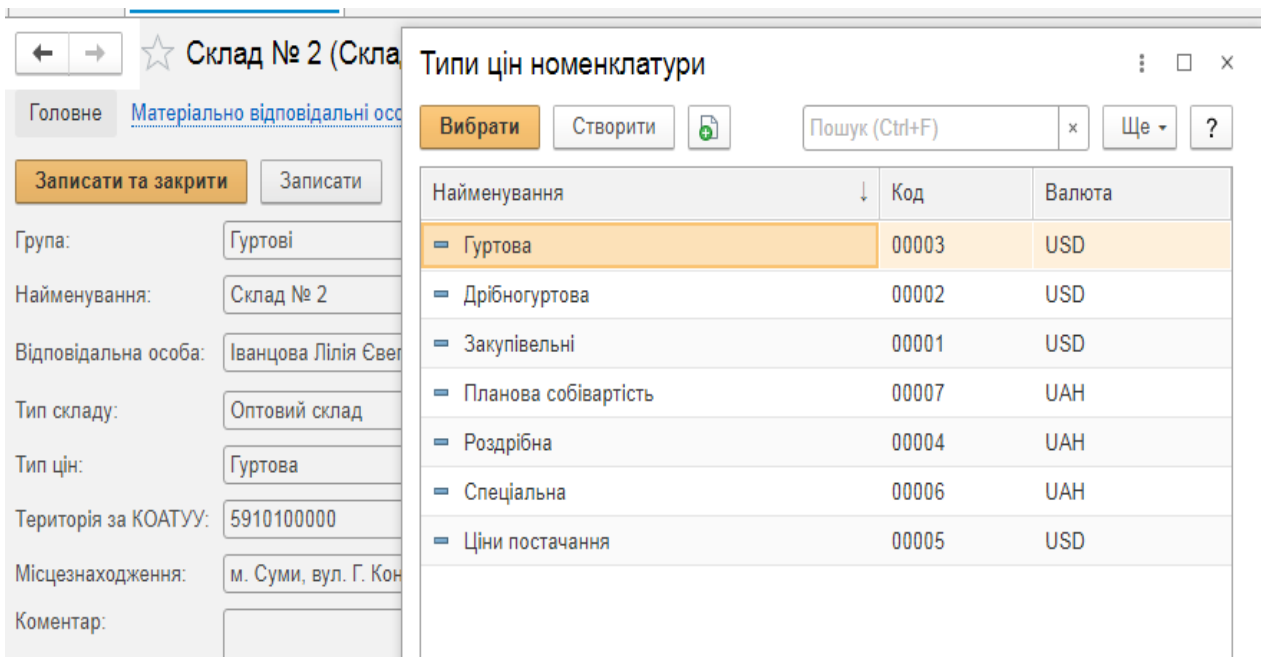 Склад № 2 (Скла
Головне Матеріально відповідальні осо
Записати та закрити Записати
Група: Гуртові
Найменування: Склад № 2
Відповідальна особа: Іванцова Лілія Євге
Тип складу: Оптовий склад
Тип цін: Гуртова
Територія за КОАТУУ: 5910100000
Місцезнаходження: м. Суми, вул. Г. Кон
Коментар:
Типи цін номенклатури
Вибрати Створити Пошук (Ctrl+F) × Ще ?
Найменування ↓ Код Валюта
Гуртова 00003 USD
Дрібногуртова 00002 USD
Закупівельні 00001 USD
Планова собівартість 00007 UAH
Роздрібна 00004 UAH
Спеціальна 00006 UAH
Ціни постачання 00005 USD